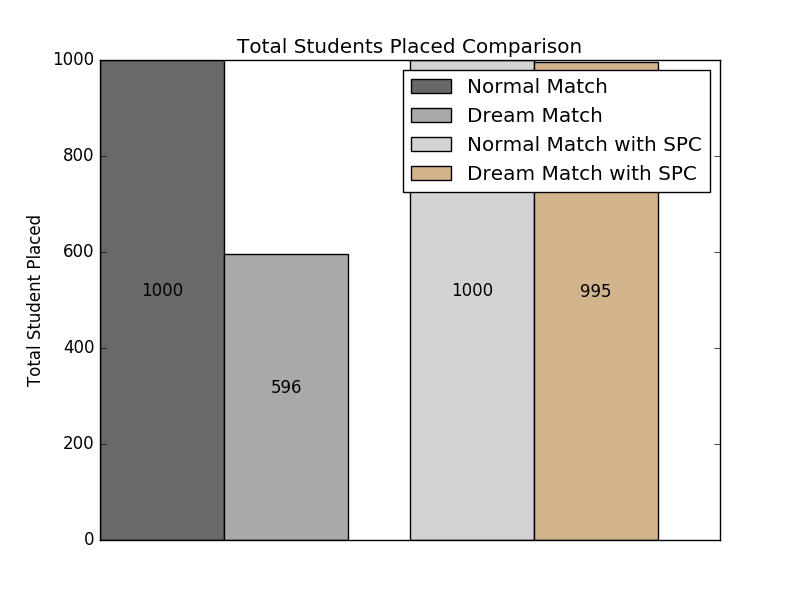 Total Students Placed Comparison
1000
800
600
400
200
0
Total Student Placed
Normal Match
Dream Match
Normal Match with SPC
Dream Match with SPC
1000
596
1000
995